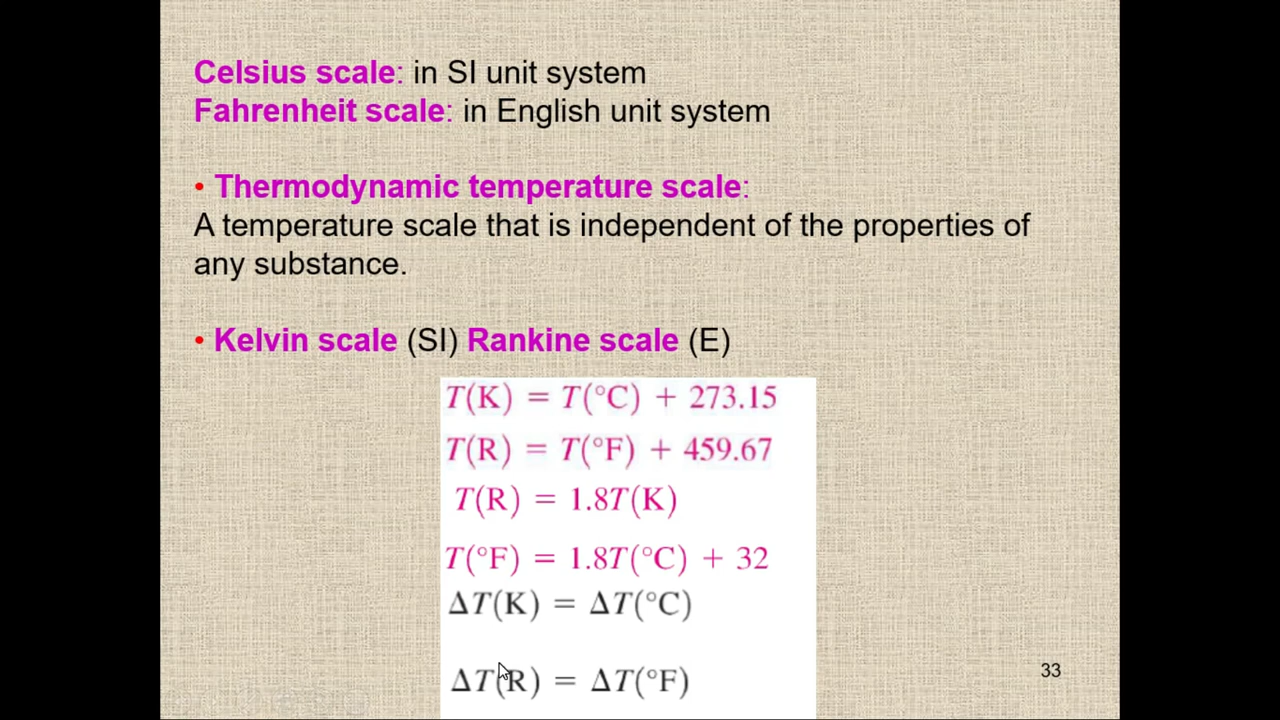 Celsius scale: in SI unit system
Fahrenheit scale: in English unit system
• Thermodynamic temperature scale:
A temperature scale that is independent of the properties of
any substance.
• Kelvin scale (SI) Rankine scale (E)
T(K) = T(°C) + 273.15
T(R) = T(°F) + 459.67
T(R) = 1.8T(K)
T(°F) = 1.8T(°C) + 32
ΔT(K) = ΔT(°C)
ΔT(R) = ΔT(°F)
33